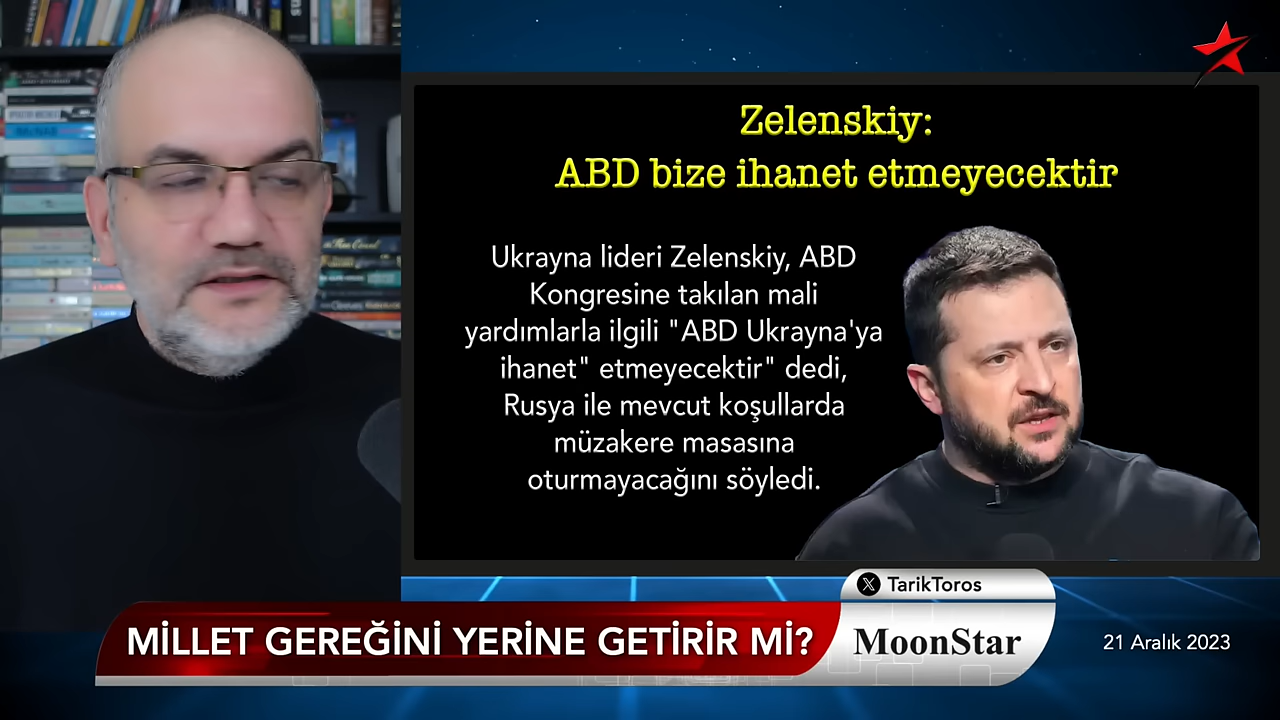 Zelenskiy:
ABD bize ihanet etmeyecektir
Ukrayna lideri Zelenskiy, ABD
Kongresine takılan mali
yardımlarla ilgili "ABD Ukrayna'ya
ihanet" etmeyecektir" dedi,
Rusya ile mevcut koşullarda
müzakere masasına
oturmayacağını söyledi.
TarikToros
MİLLET GEREĞİNİ YERİNE GETİRİR Mİ?
MoonStar
21 Aralık 2023